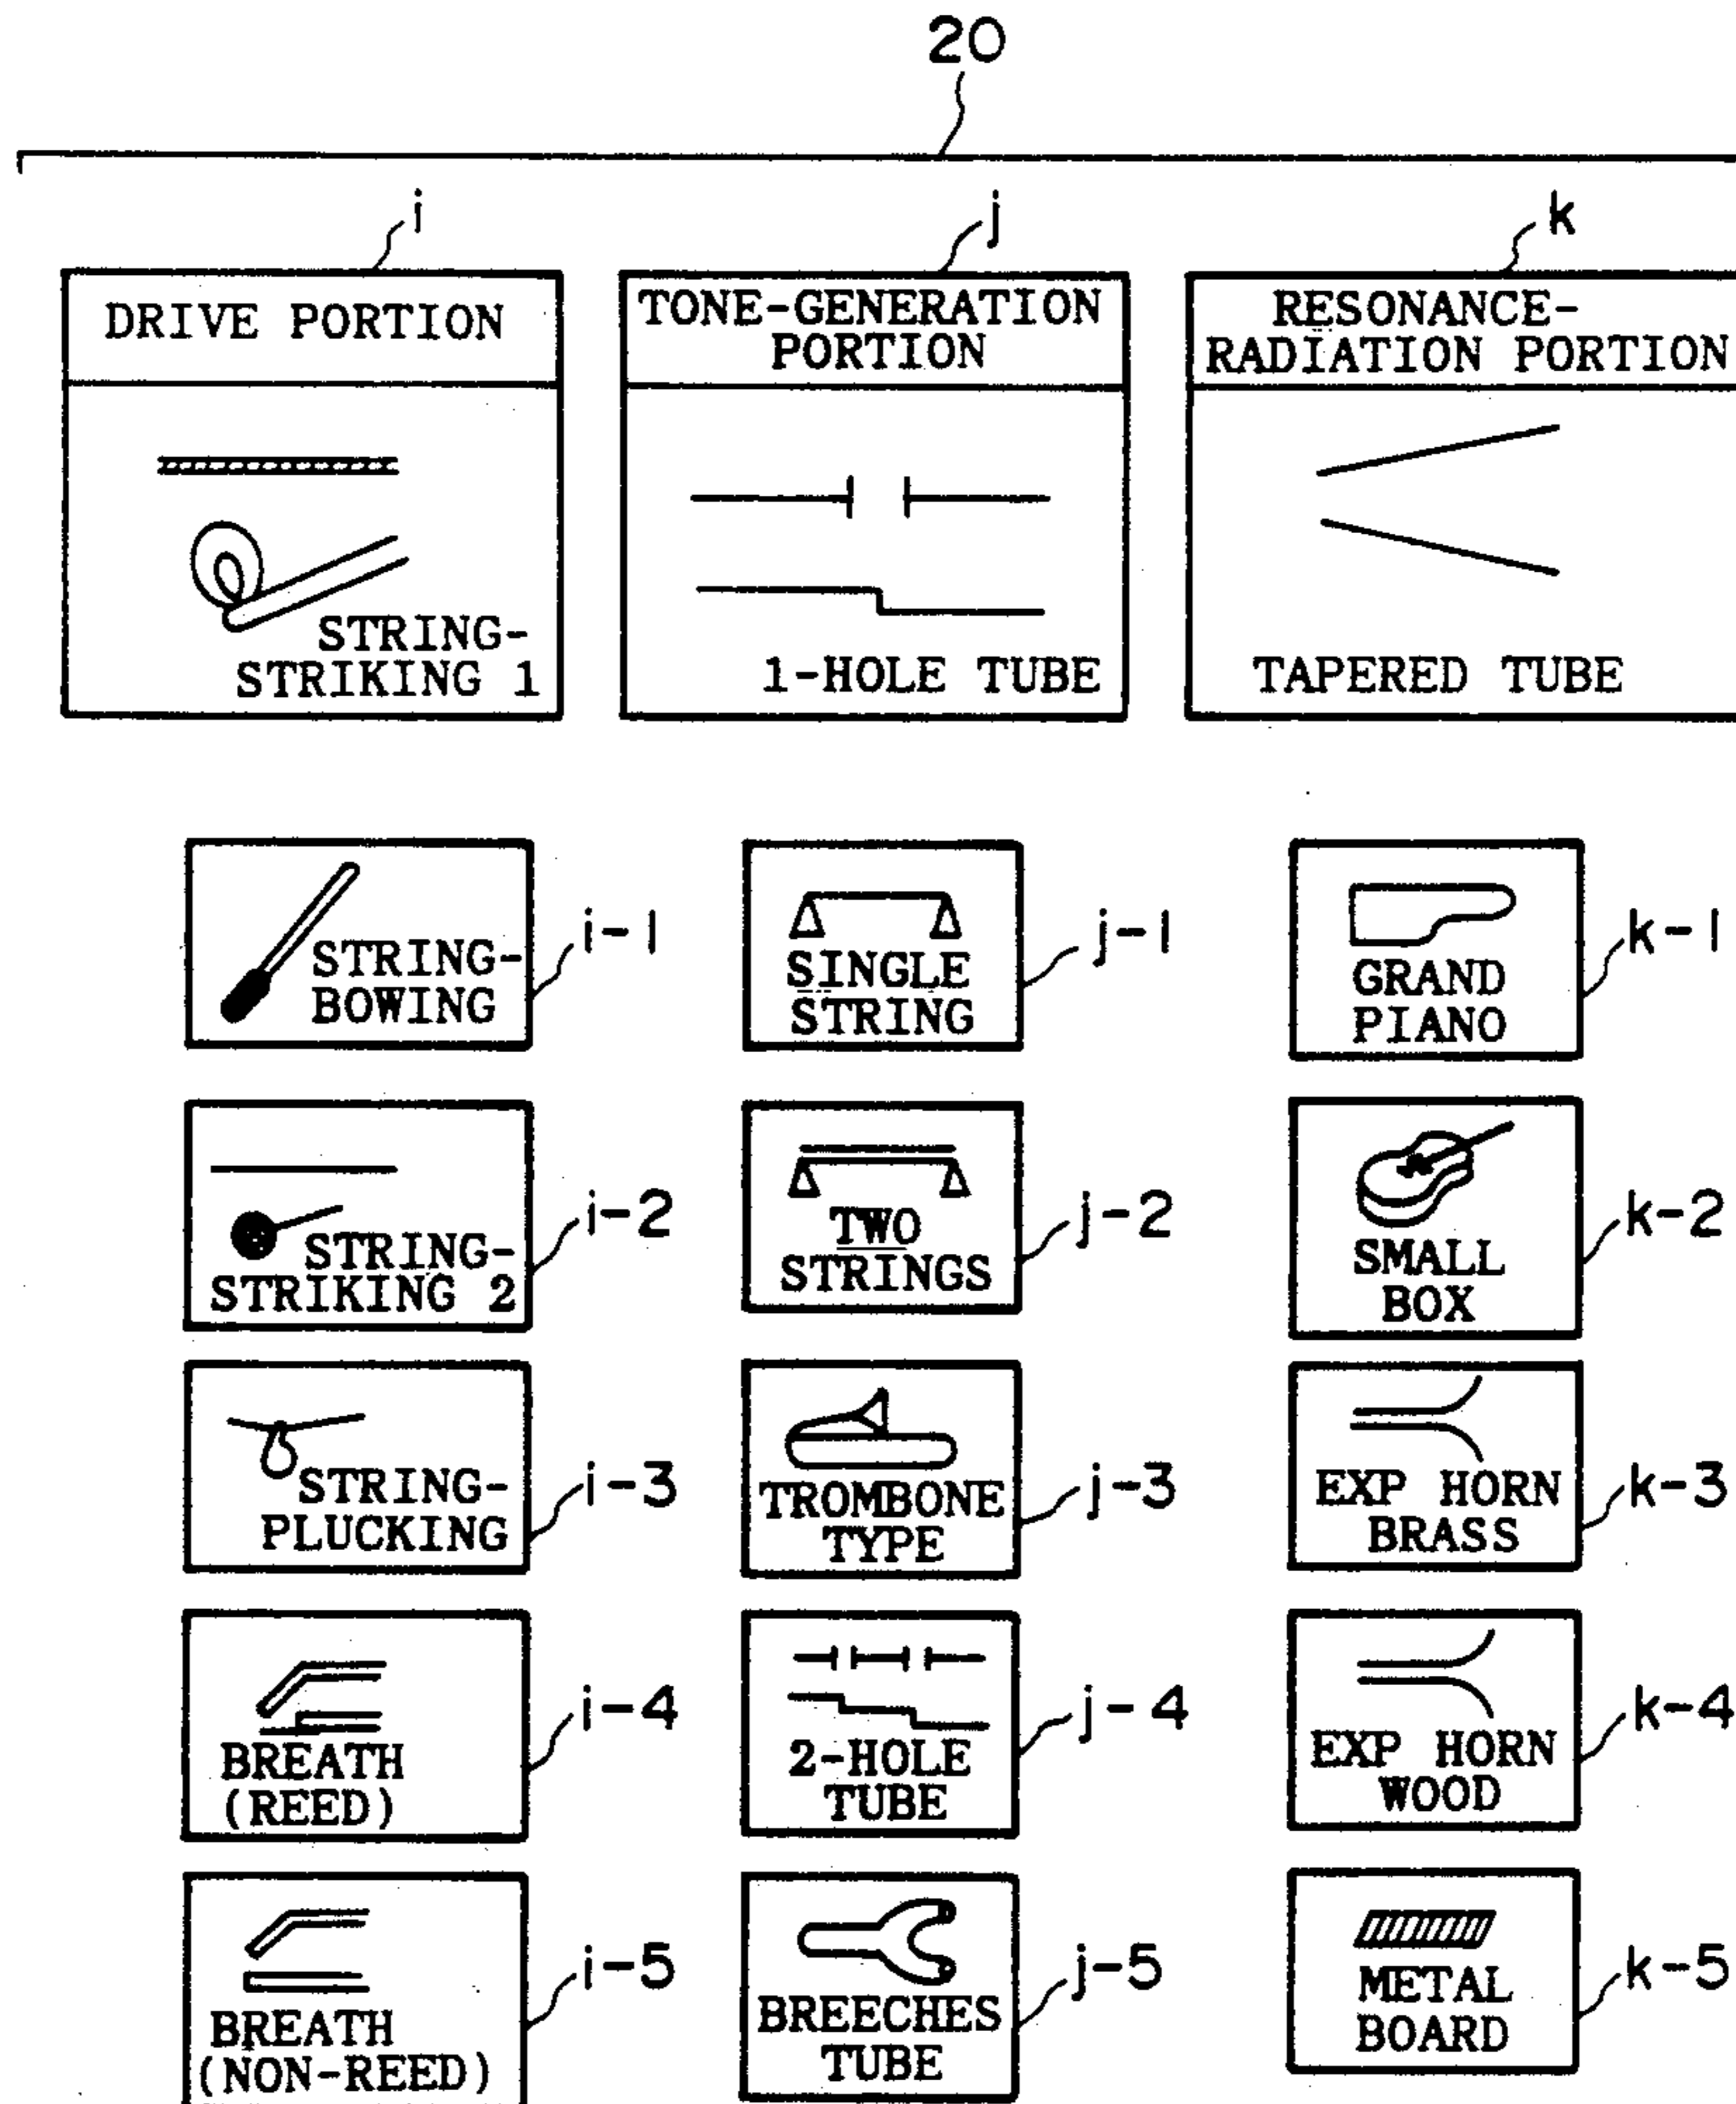 20
i
j
k
DRIVE PORTION
TONE-GENERATION
PORTION
RESONANCE-
RADIATION PORTION
STRING-
STRIKING 1
1-HOLE TUBE
TAPERED TUBE
STRING-
BOWING
i-1
SINGLE
STRING
j-1
GRAND
PIANO
k-1
STRING-
STRIKING 2
i-2
TWO
STRINGS
j-2
SMALL
BOX
k-2
STRING-
PLUCKING
i-3
TROMBONE
TYPE
j-3
EXP HORN
BRASS
k-3
BREATH
(REED)
i-4
2-HOLE
TUBE
j-4
EXP HORN
WOOD
k-4
BREATH
(NON-REED)
i-5
BREECHES
TUBE
j-5
METAL
BOARD
k-5